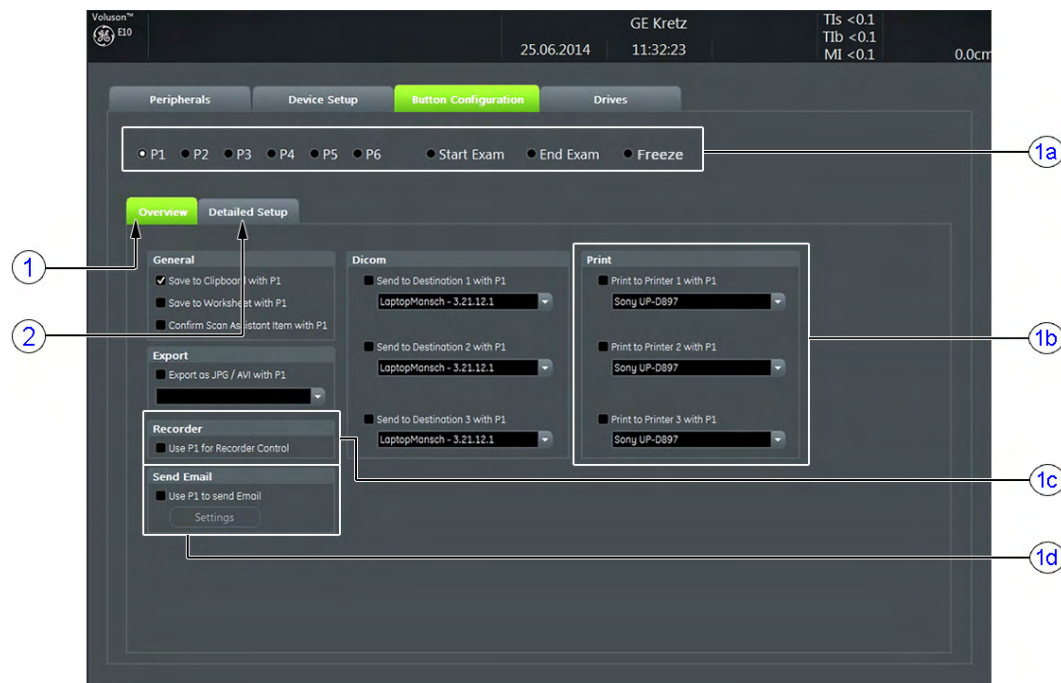 Voluson™
E10
GE Kretz
25.06.2014 11:32:23
TIs <0.1
TIb <0.1
MI <0.1
0.0cm
Peripherals Device Setup Button Configuration Drives
P1 P2 P3 P4 P5 P6 Start Exam End Exam Freeze
1a
Overview Detailed Setup
1
2
General
Save to Clipboard with P1
Save to Worksheet with P1
Confirm Scan Assistant Item with P1
Export
Export as JPG / AVI with P1
Recorder
Use P1 for Recorder Control
Send Email
Use P1 to send Email
Settings
Dicom
Send to Destination 1 with P1
LaptopMansch - 3.21.12.1
Send to Destination 2 with P1
LaptopMansch - 3.21.12.1
Send to Destination 3 with P1
LaptopMansch - 3.21.12.1
Print
Print to Printer 1 with P1
Sony UP-D897
Print to Printer 2 with P1
Sony UP-D897
Print to Printer 3 with P1
Sony UP-D897
1b
1c
1d